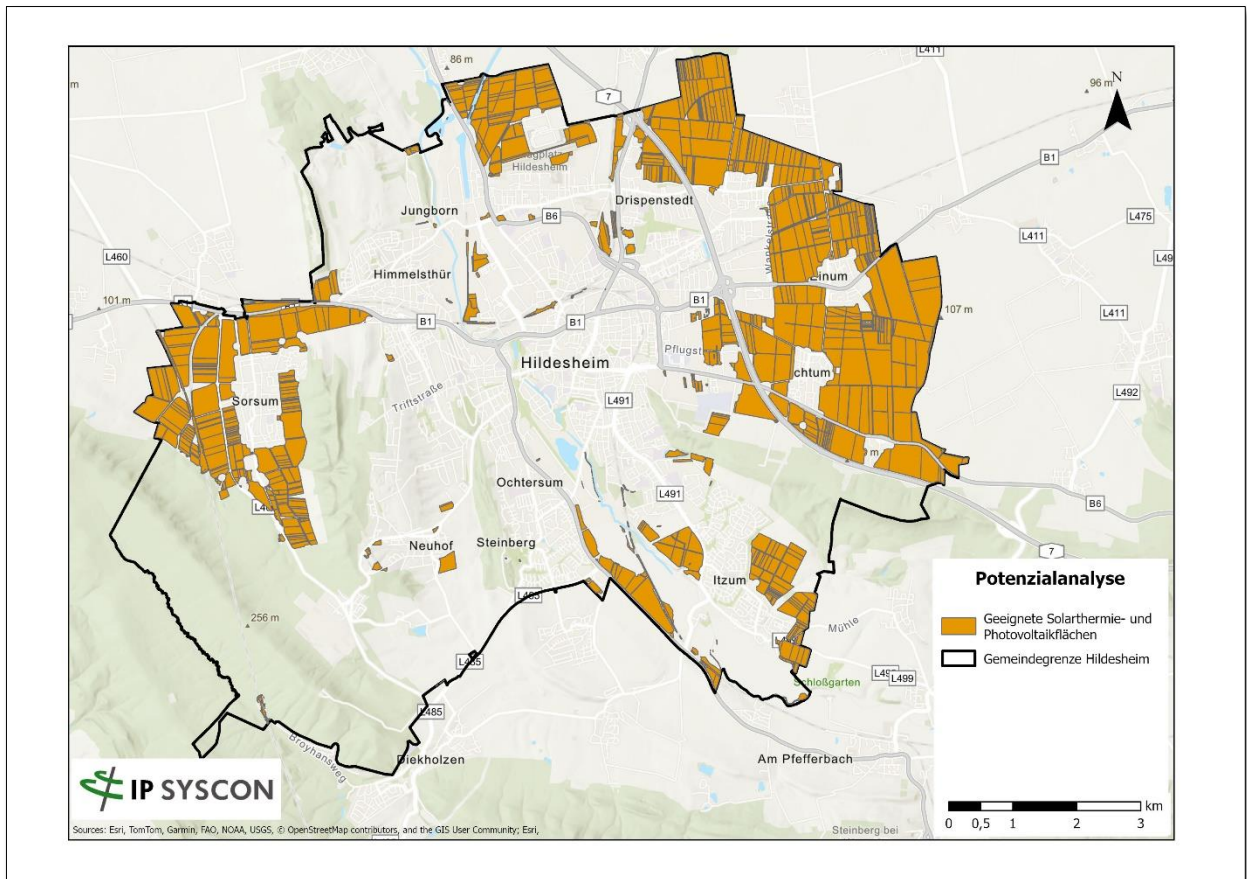 86 m
L411
96 m
N
7
B1
Hildesheim
Drispenstedt
Jungborn
B6
L475
L411
L460
Himmelsthür
101 m
B1
B1
B1
107 m
L411
Pflugst
Hildesheim
L492
Triftstraße
Sorsum
L491
Ochtersum
L491
B6
Neuhof
Steinberg
7
Itzum
Potenzialanalyse
Geeignete Solarthermie- und
Photovoltaikflächen
256 m
Mühle
Gemeindegrenze Hildesheim
L485
L499
Schloßgarten
L485
Broyhansweg
Diekholzen
Am Pfefferbach
IP SYSCON
km
0 0,5 1 2 3
Sources: Esri, TomTom, Garmin, FAO, NOAA, USGS, © OpenStreetMap contributors, and the GIS User Community; Esri,
Steinberg bei